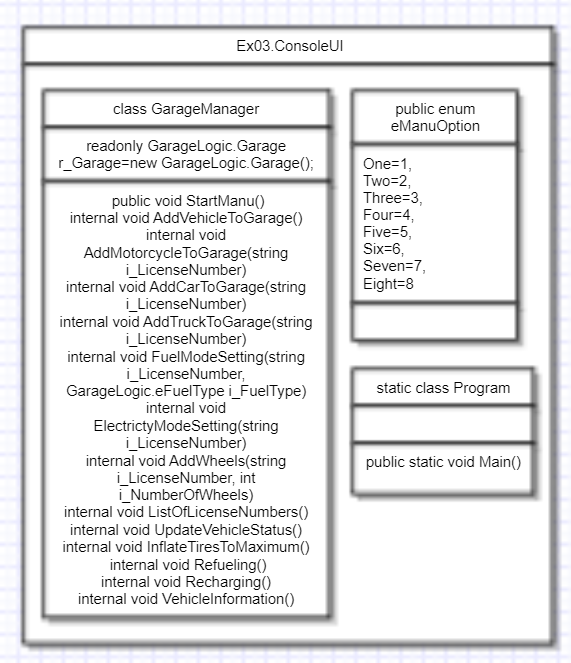 Ex03.ConsoleUI
class GarageManager
readonly GarageLogic.Garage
r_Garage=new GarageLogic.Garage();
public void StartManu()
internal void AddVehicleToGarage()
internal void
AddMotorcycleToGarage(string
i_LicenseNumber)
internal void AddCarToGarage(string
i_LicenseNumber)
internal void AddTruckToGarage(string
i_LicenseNumber)
internal void FuelModeSetting(string
i_LicenseNumber,
GarageLogic.eFuelType i_FuelType)
internal void
ElectrictyModeSetting(string
i_LicenseNumber)
internal void AddWheels(string
i_LicenseNumber, int
i_NumberOfWheels)
internal void ListOfLicenseNumbers()
internal void UpdateVehicleStatus()
internal void InflateTiresToMaximum()
internal void Refueling()
internal void Recharging()
internal void VehicleInformation()
public enum
eManuOption
One=1,
Two=2,
Three=3,
Four=4,
Five=5,
Six=6,
Seven=7,
Eight=8
static class Program
public static void Main()